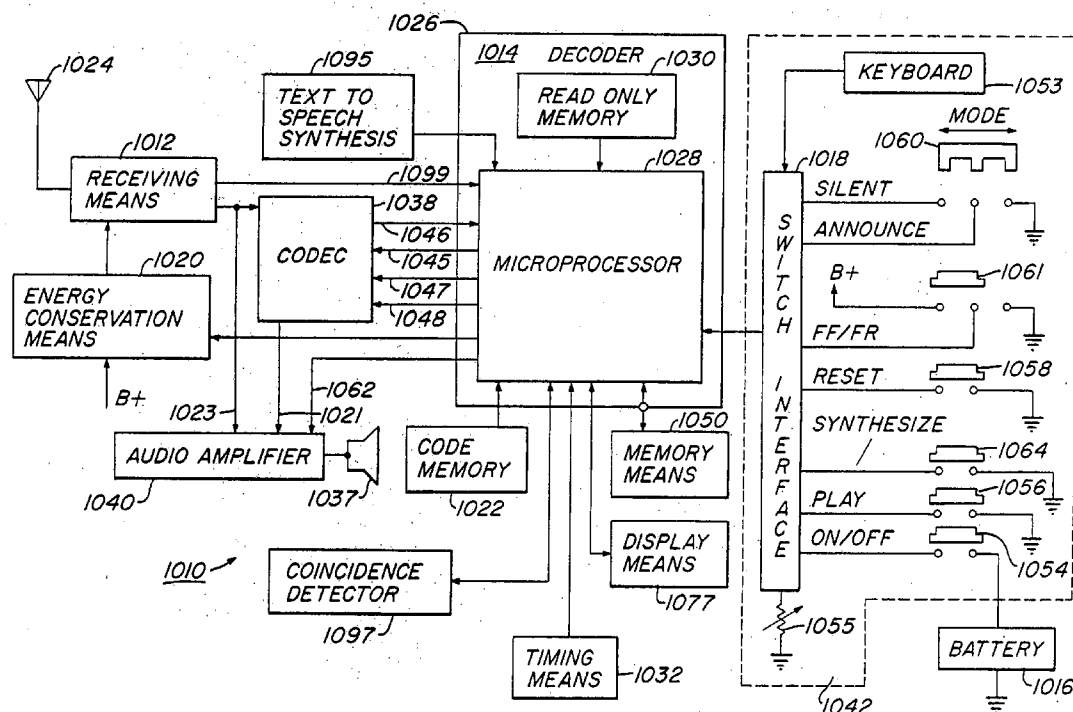 1024
1095
TEXT TO
SPEECH
SYNTHESIS
1026
1014 DECODER
1030
READ ONLY
MEMORY
KEYBOARD
1053
MODE
1060
1012
RECEIVING
MEANS
1099
1038
1028
1018
SILENT
ANNOUNCE
CODEC
1046
1045
1047
1048
MICROPROCESSOR
SWITCH INTERFACE
B+
1061
FF/FR
1020
ENERGY
CONSERVATION
MEANS
RESET
1058
B+
1023
1021
1062
SYNTHESIZE
1064
AUDIO AMPLIFIER
1040
1037
CODE
MEMORY
1022
1050
MEMORY
MEANS
PLAY
1056
ON/OFF
1054
1010
COINCIDENCE
DETECTOR
1097
DISPLAY
MEANS
1077
1055
TIMING
MEANS
1032
1042
BATTERY
1016